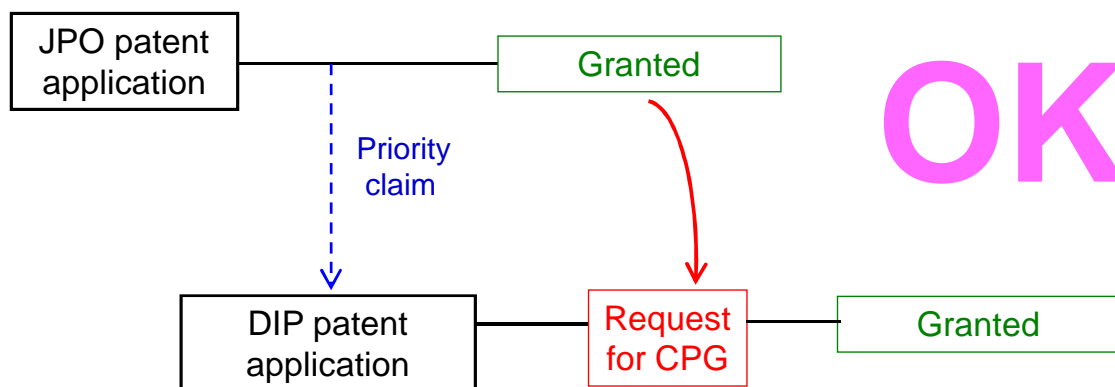 JPO patent
application
Granted
OK
Priority
claim
DIP patent
application
Request
for CPG
Granted